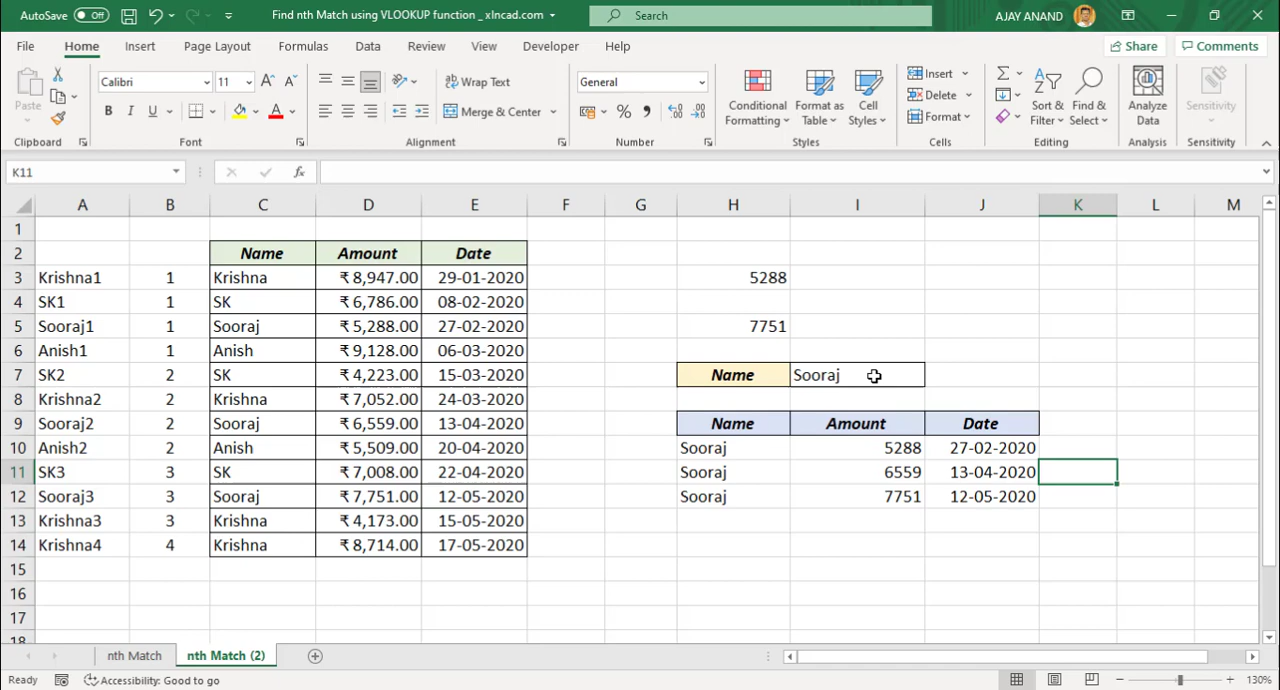 AutoSave Off Find nth Match using VLOOKUP function _ xlncad.com Search AJAY ANAND
File Home Insert Page Layout Formulas Data Review View Developer Help Share Comments
Paste Calibri 11 A A Wrap Text General Conditional Formatting Format as Table Cell Styles Insert Sort & Filter Find & Select Analyze Data Sensitivity
Delete
B I U A Merge & Center % Format
Clipboard Font Alignment Number Styles Cells Editing Analysis Sensitivity
K11 fx
A B C D E F G H I J K L M
1
2 Name Amount Date
3 Krishna1 1 Krishna ₹ 8,947.00 29-01-2020 5288
4 SK1 1 SK ₹ 6,786.00 08-02-2020
5 Sooraj1 1 Sooraj ₹ 5,288.00 27-02-2020 7751
6 Anish1 1 Anish ₹ 9,128.00 06-03-2020
7 SK2 2 SK ₹ 4,223.00 15-03-2020 Name Sooraj
8 Krishna2 2 Krishna ₹ 7,052.00 24-03-2020
9 Sooraj2 2 Sooraj ₹ 6,559.00 13-04-2020 Name Amount Date
10 Anish2 2 Anish ₹ 5,509.00 20-04-2020 Sooraj 5288 27-02-2020
11 SK3 3 SK ₹ 7,008.00 22-04-2020 Sooraj 6559 13-04-2020
12 Sooraj3 3 Sooraj ₹ 7,751.00 12-05-2020 Sooraj 7751 12-05-2020
13 Krishna3 3 Krishna ₹ 4,173.00 15-05-2020
14 Krishna4 4 Krishna ₹ 8,714.00 17-05-2020
15
16
17
18
nth Match nth Match (2)
Ready Accessibility: Good to go 130%